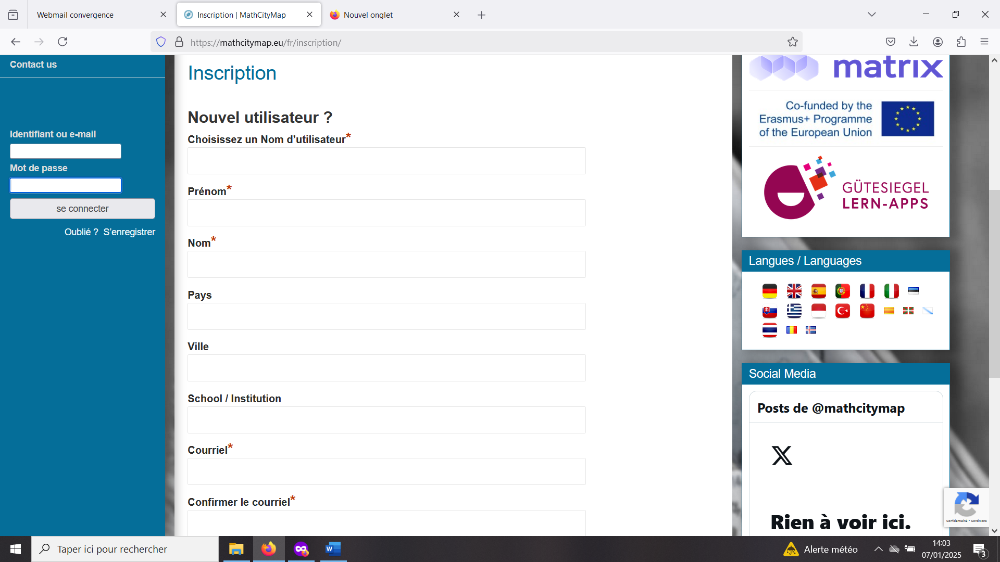 Webmail convergence
Inscription | MathCityMap
Nouvel onglet
https://mathcitymap.eu/fr/inscription/
Contact us
Identifiant ou e-mail
Mot de passe
se connecter
Oublié ? S’enregistrer
Inscription
Nouvel utilisateur ?
Choisissez un Nom d’utilisateur*
Prénom*
Nom*
Pays
Ville
School / Institution
Courriel*
Confirmer le courriel*
matrix
Co-funded by the
Erasmus+ Programme
of the European Union
GÜTESIEGEL
LERN-APPS
Langues / Languages
Social Media
Posts de @mathcitymap
Rien à voir ici.
Confidentialité - Conditions
Taper ici pour rechercher
Alerte météo
14:03
07/01/2025
3